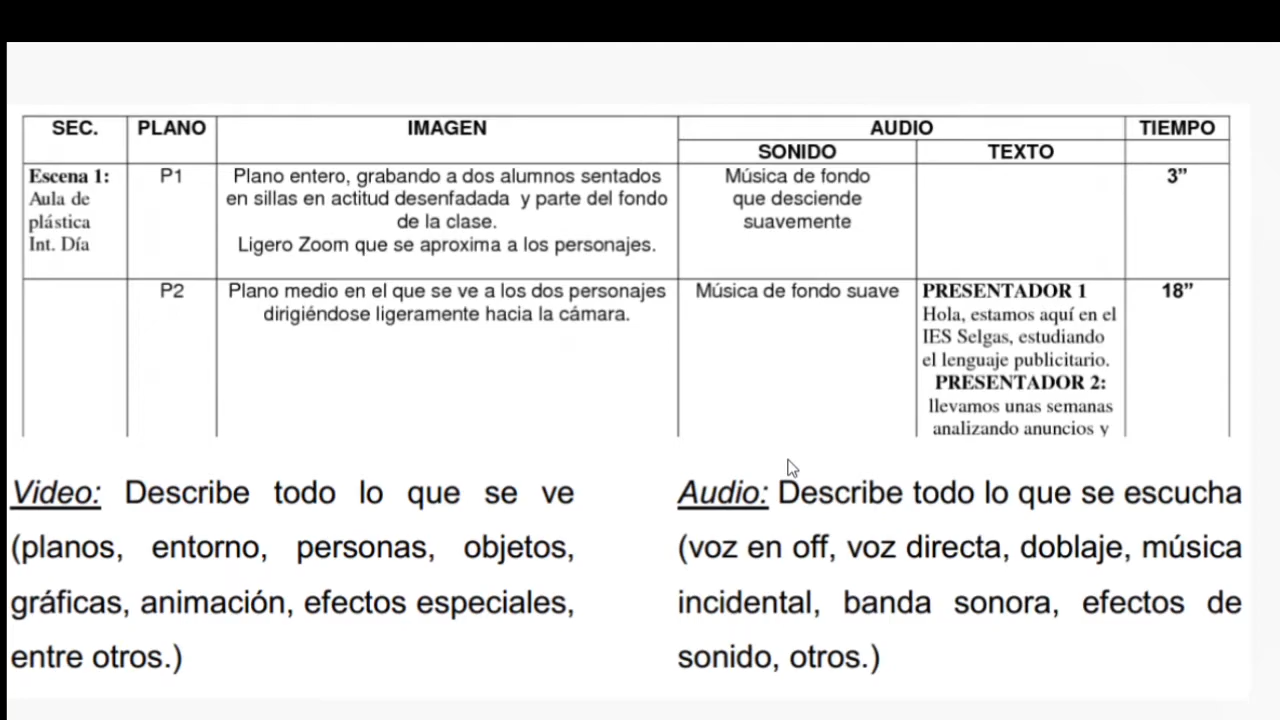 SEC. PLANO IMAGEN AUDIO TIEMPO
SONIDO TEXTO
Escena 1: P1 Plano entero, grabando a dos alumnos sentados Música de fondo 3”
Aula de en sillas en actitud desenfadada y parte del fondo que desciende
plástica de la clase. suavemente
Int. Día Ligero Zoom que se aproxima a los personajes.
P2 Plano medio en el que se ve a los dos personajes Música de fondo suave PRESENTADOR 1 18”
dirigiéndose ligeramente hacia la cámara. Hola, estamos aquí en el
IES Selgas, estudiando
el lenguaje publicitario.
PRESENTADOR 2:
llevamos unas semanas
analizando anuncios y
Video: Describe todo lo que se ve
(planos, entorno, personas, objetos,
gráficas, animación, efectos especiales,
entre otros.)
Audio: Describe todo lo que se escucha
(voz en off, voz directa, doblaje, música
incidental, banda sonora, efectos de
sonido, otros.)